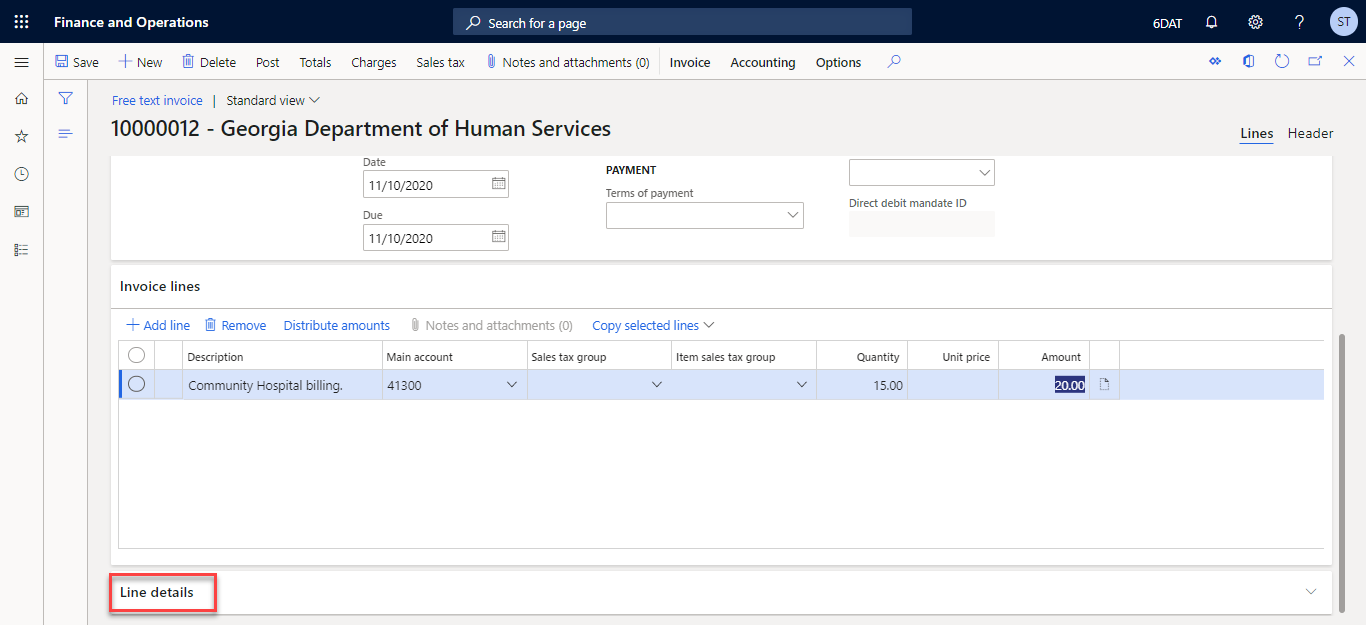 Finance and Operations
Search for a page
6DAT
?
ST
Save New Delete Post Totals Charges Sales tax Notes and attachments (0) Invoice Accounting Options
Free text invoice | Standard view
10000012 - Georgia Department of Human Services
Lines Header
Date
11/10/2020
Due
11/10/2020
PAYMENT
Terms of payment
Direct debit mandate ID
Invoice lines
Add line Remove Distribute amounts Notes and attachments (0) Copy selected lines
Description Main account Sales tax group Item sales tax group Quantity Unit price Amount
Community Hospital billing. 41300 15.00 20.00
Line details